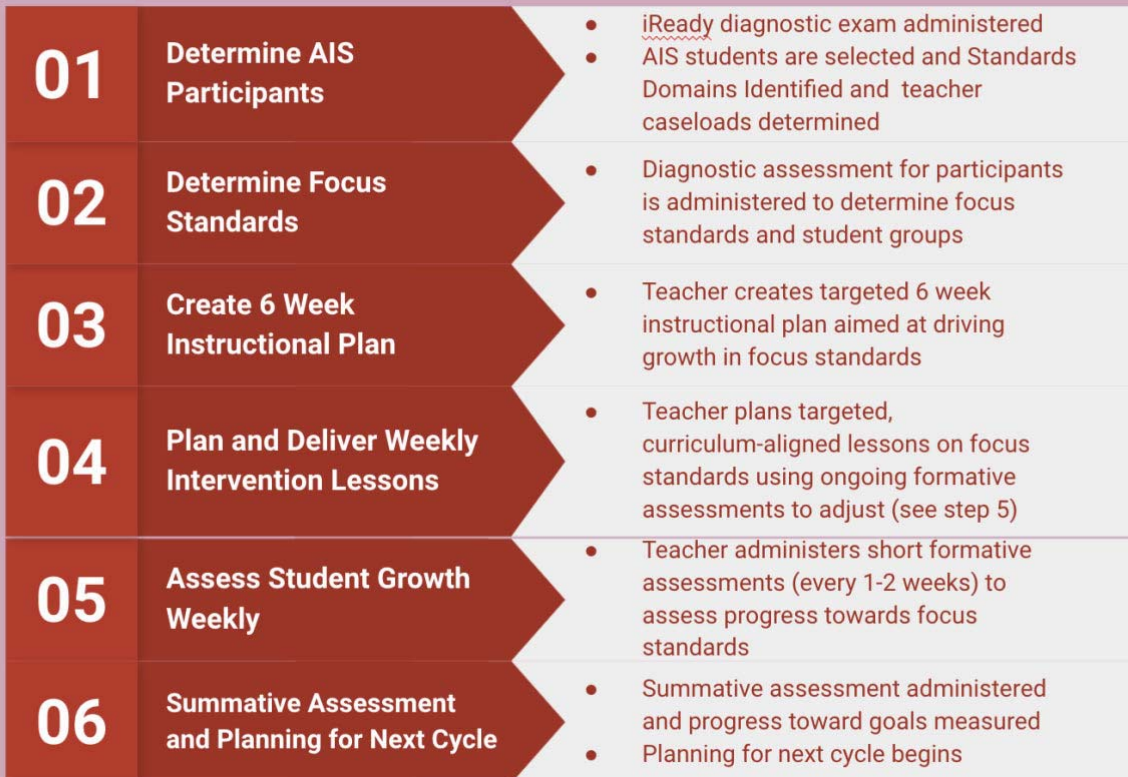 01
Determine AIS
Participants
● iReady diagnostic exam administered
● AIS students are selected and Standards
Domains Identified and teacher
caseloads determined
02
Determine Focus
Standards
● Diagnostic assessment for participants
is administered to determine focus
standards and student groups
03
Create 6 Week
Instructional Plan
● Teacher creates targeted 6 week
instructional plan aimed at driving
growth in focus standards
04
Plan and Deliver Weekly
Intervention Lessons
● Teacher plans targeted,
curriculum-aligned lessons on focus
standards using ongoing formative
assessments to adjust (see step 5)
05
Assess Student Growth
Weekly
● Teacher administers short formative
assessments (every 1-2 weeks) to
assess progress towards focus
standards
06
Summative Assessment
and Planning for Next Cycle
● Summative assessment administered
and progress toward goals measured
● Planning for next cycle begins